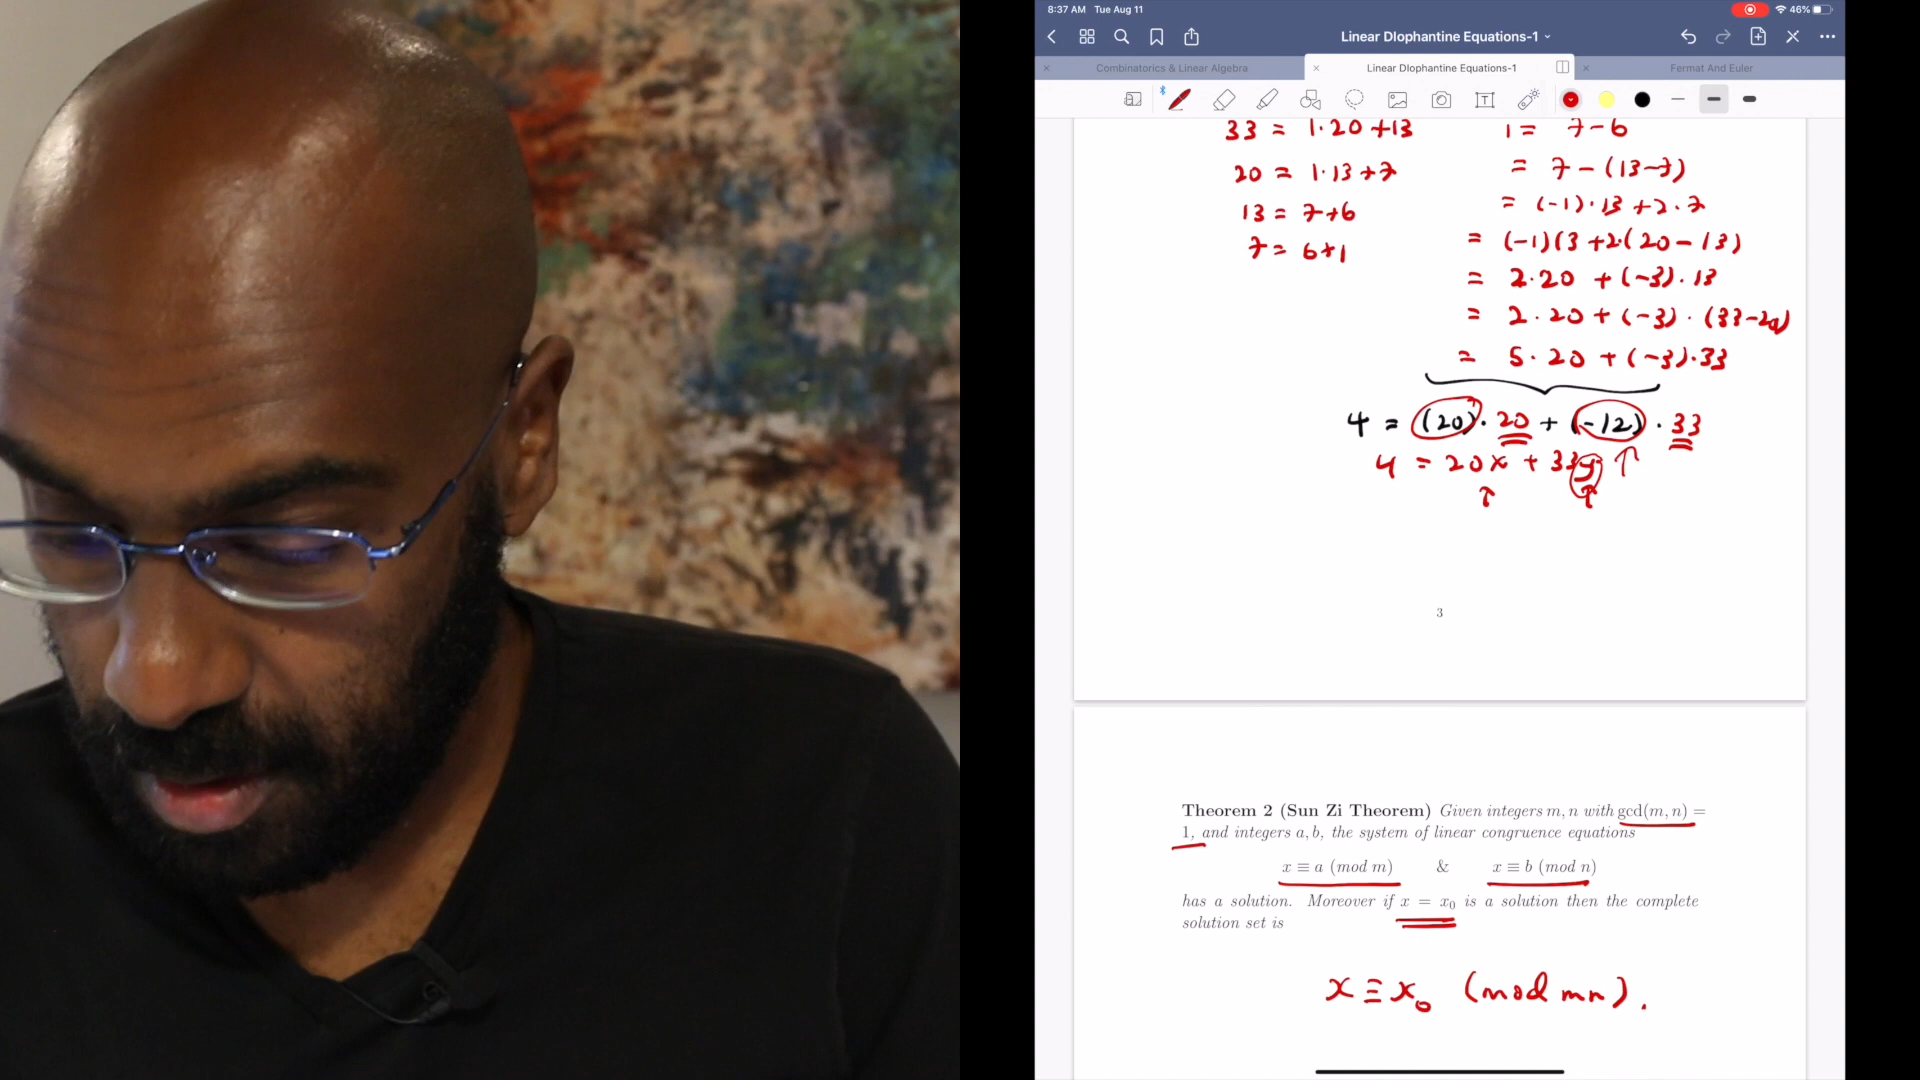 8:37 AM Tue Aug 11
46%
Linear DIophantine Equations-1
Combinatorics & Linear Algebra
Linear DIophantine Equations-1
Fermat And Euler
33 = 1·20 +13
20 = 1·13+7
13 = 7+6
7 = 6+1
1 = 7-6
= 7 - (13-7)
= (-1)·13 +2·7
= (-1)13 +2(20-13)
= 2·20 + (-3)·13
= 2·20 + (-3)·(33-20)
= 5·20 + (-3)·33
4 = (20)·20 + (-12)·33
4 = 20x + 33y ↑
↑ ↑
3
Theorem 2 (Sun Zi Theorem) Given integers m, n with gcd(m, n) =
1, and integers a, b, the system of linear congruence equations
x ≡ a (mod m) & x ≡ b (mod n)
has a solution. Moreover if x = x₀ is a solution then the complete
solution set is
x ≡ x₀ (mod mn).